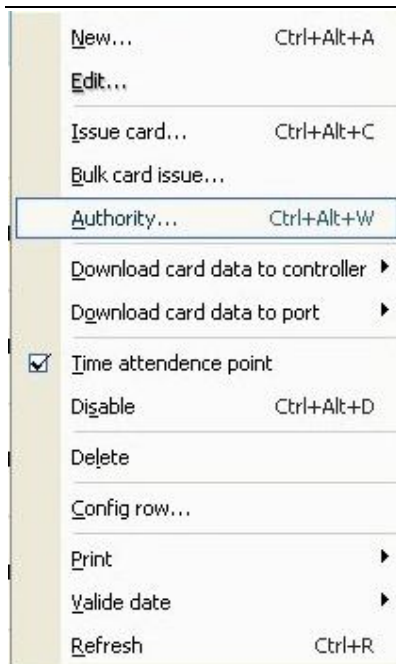 New... Ctrl+Alt+A
Edit...
Issue card... Ctrl+Alt+C
Bulk card issue...
Authority... Ctrl+Alt+W
Download card data to controller
Download card data to port
Time attendence point
Disable Ctrl+Alt+D
Delete
Config row...
Print
Valide date
Refresh Ctrl+R